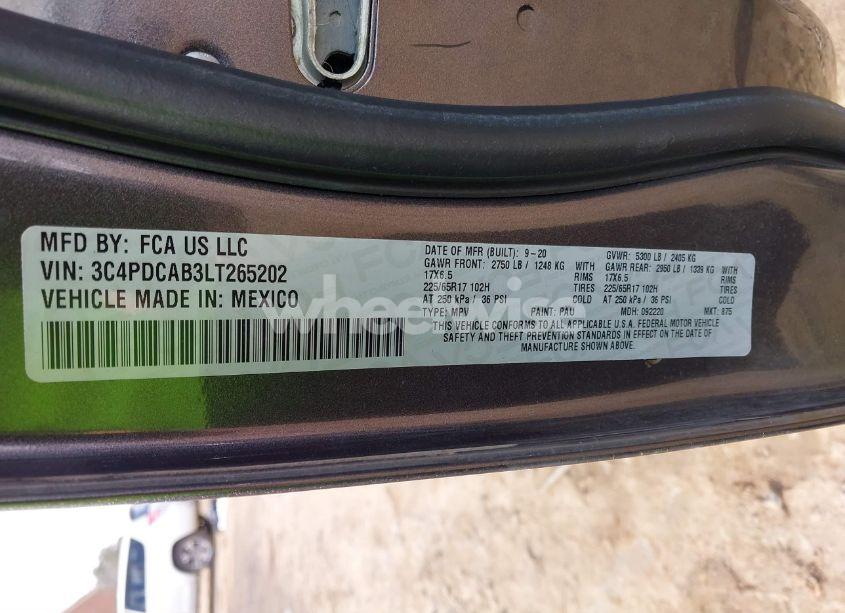 MFD BY: FCA US LLC
VIN: 3C4PDCAB3LT265202
VEHICLE MADE IN: MEXICO
DATE OF MFR (BUILT): 9-20 GVWR: 5300 LB / 2405 KG
GAWR FRONT: 2750 LB / 1248 KG WITH GAWR REAR: 2950 LB / 1339 KG WITH
17X6.5 RIMS 17X6.5 RIMS
225/65R17 102H TIRES 225/65R17 102H TIRES
AT 250 kPa / 36 PSI COLD AT 250 kPa / 36 PSI COLD
TYPE: MPV PAINT: PAU MDH: 092220 MKT: 875
THIS VEHICLE CONFORMS TO ALL APPLICABLE U.S.A. FEDERAL MOTOR VEHICLE
SAFETY AND THEFT PREVENTION STANDARDS IN EFFECT ON THE DATE OF
MANUFACTURE SHOWN ABOVE.
wheelwise